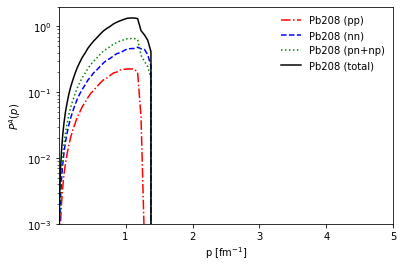 Pb208 (pp)
Pb208 (nn)
Pb208 (pn+np)
Pb208 (total)
10⁰
10⁻¹
10⁻²
10⁻³
Pᴬ(p)
1 2 3 4 5
p [fm⁻¹]